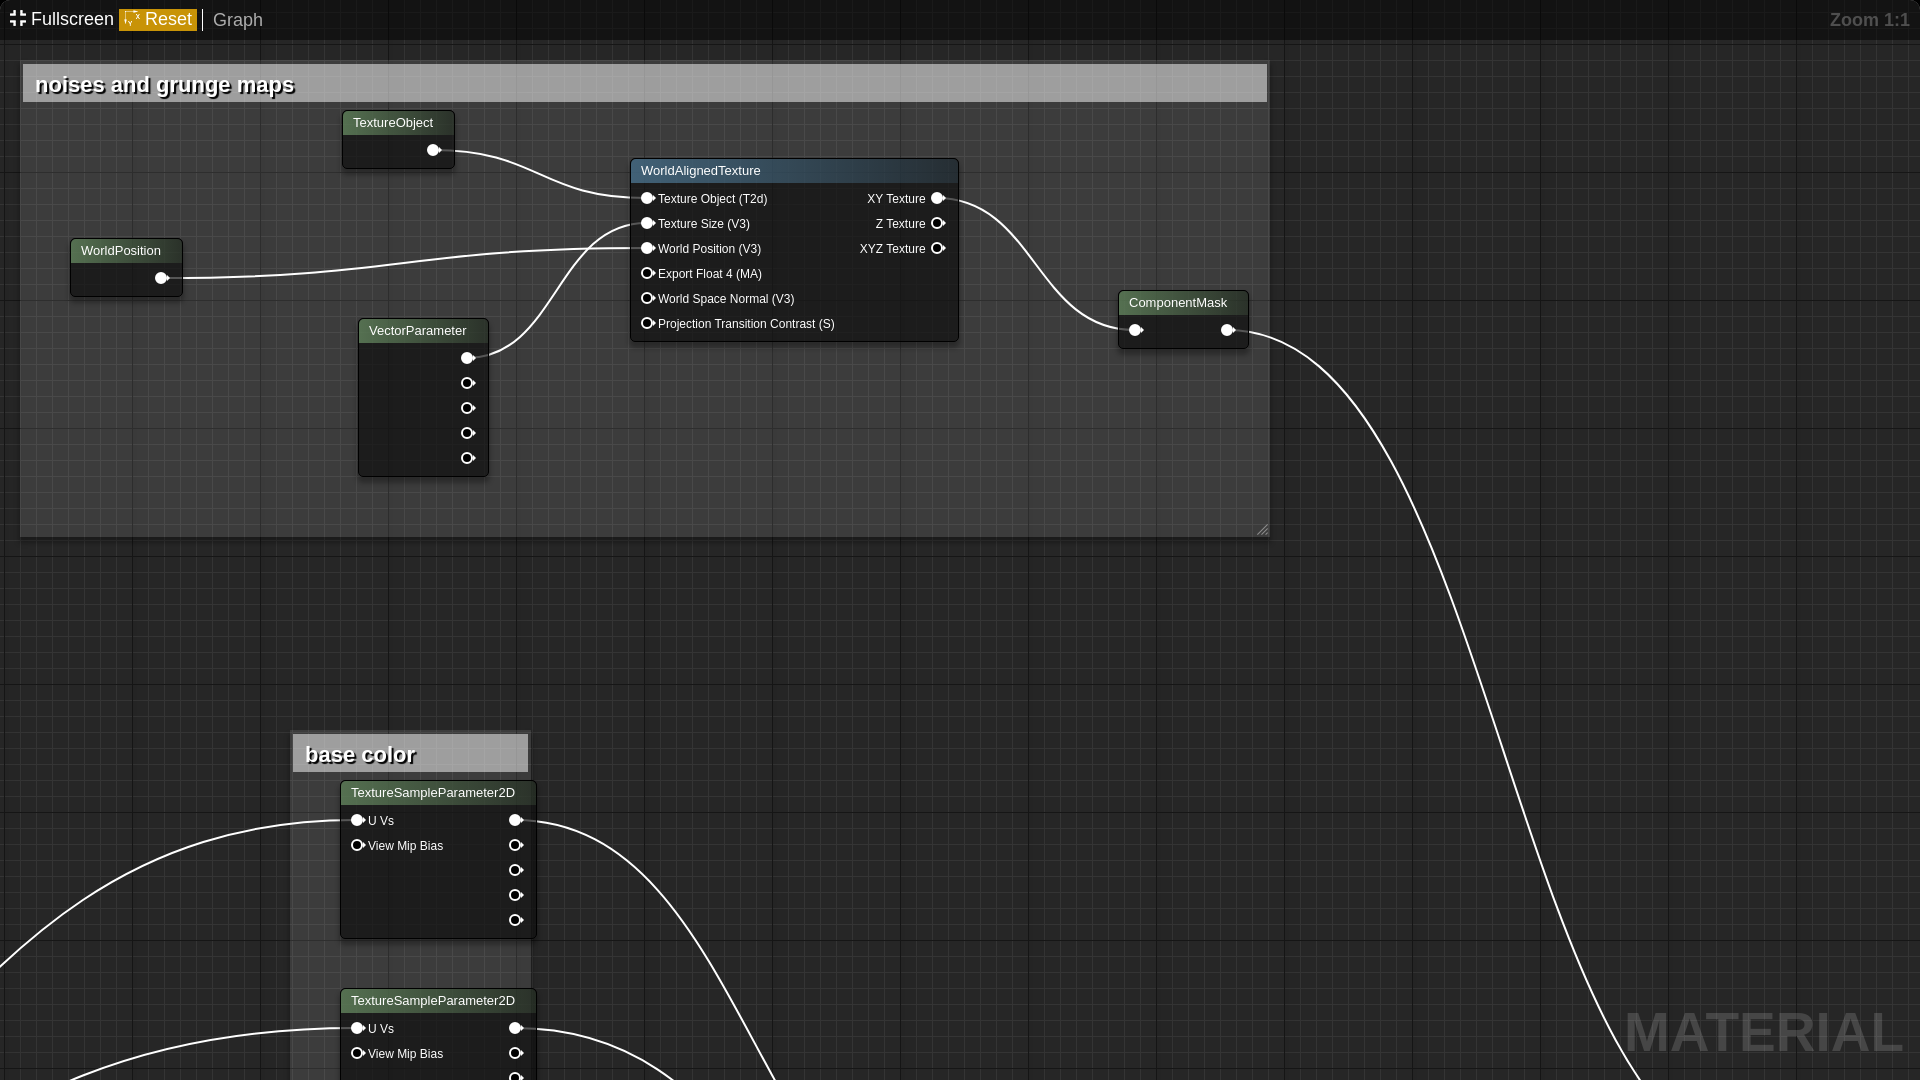 Fullscreen Reset Graph Zoom 1:1
noises and grunge maps
TextureObject
WorldAlignedTexture
Texture Object (T2d) XY Texture
Texture Size (V3) Z Texture
World Position (V3) XYZ Texture
Export Float 4 (MA)
World Space Normal (V3)
Projection Transition Contrast (S)
WorldPosition
VectorParameter
ComponentMask
base color
TextureSampleParameter2D
U Vs
View Mip Bias
TextureSampleParameter2D
U Vs
View Mip Bias
MATERIAL